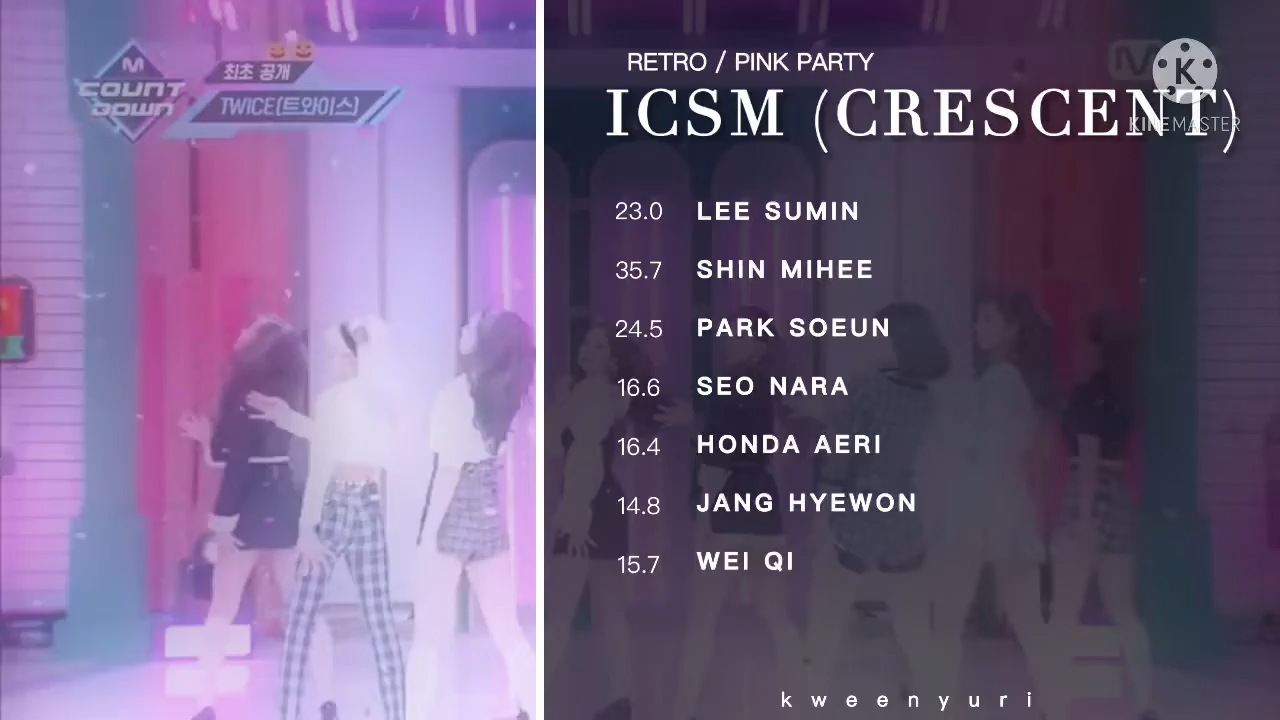 M
COUNT
DOWN
최초 공개
TWICE(트와이스)
RETRO / PINK PARTY
ICSM (CRESCENT)
K
KINEMASTER
23.0 LEE SUMIN
35.7 SHIN MIHEE
24.5 PARK SOEUN
16.6 SEO NARA
16.4 HONDA AERI
14.8 JANG HYEWON
15.7 WEI QI
kweenyuri